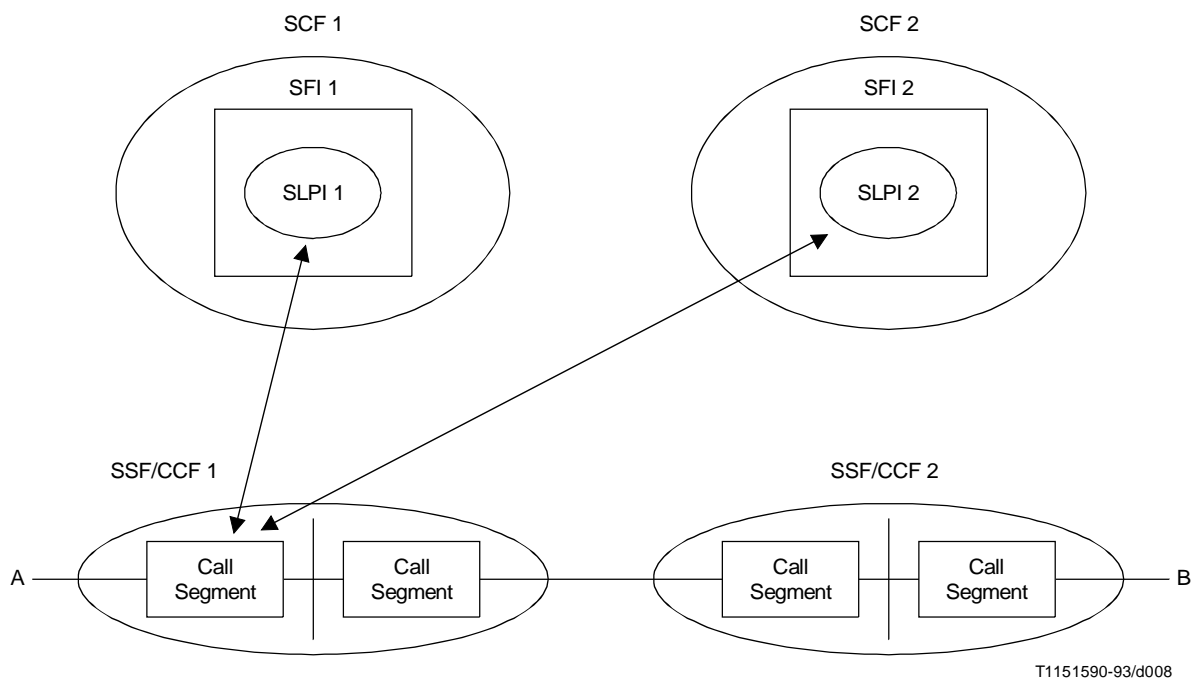 SCF 1
SCF 2
SFI 1
SFI 2
SLPI 1
SLPI 2
SSF/CCF 1
SSF/CCF 2
A
Call
Segment
Call
Segment
Call
Segment
Call
Segment
B
T1151590-93/d008